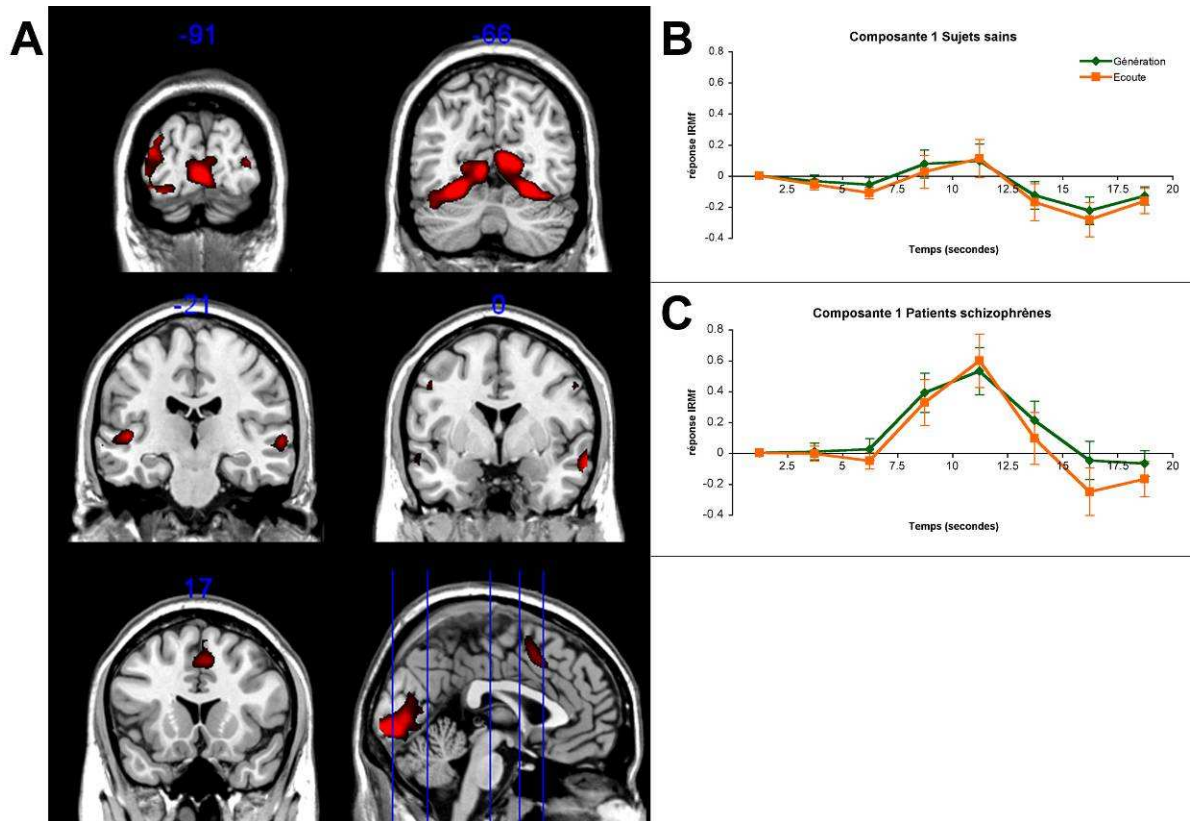 A
-91
-66
-21
0
17
B
Composante 1 Sujets sains
Génération
Ecoute
réponse IRMf
0.8
0.6
0.4
0.2
0
-0.2
-0.4
2.5 5 7.5 10 12.5 15 17.5 20
Temps (secondes)
C
Composante 1 Patients schizophrènes
réponse IRMf
0.8
0.6
0.4
0.2
0
-0.2
-0.4
2.5 5 7.5 10 12.5 15 17.5 20
Temps (secondes)